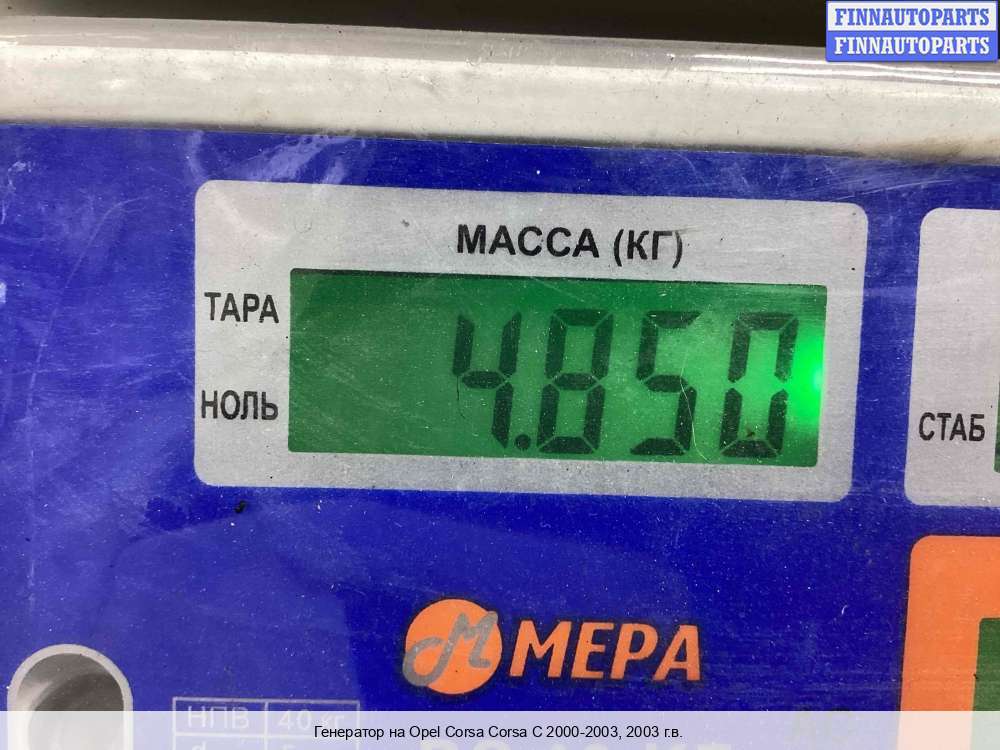 FINNAUTOPARTS
FINNAUTOPARTS
МАССА (КГ)
ТАРА
4.850
НОЛЬ
СТАБ
М МЕРА
НПВ 40 кг
Генератор на Opel Corsa Corsa C 2000-2003, 2003 г.в.